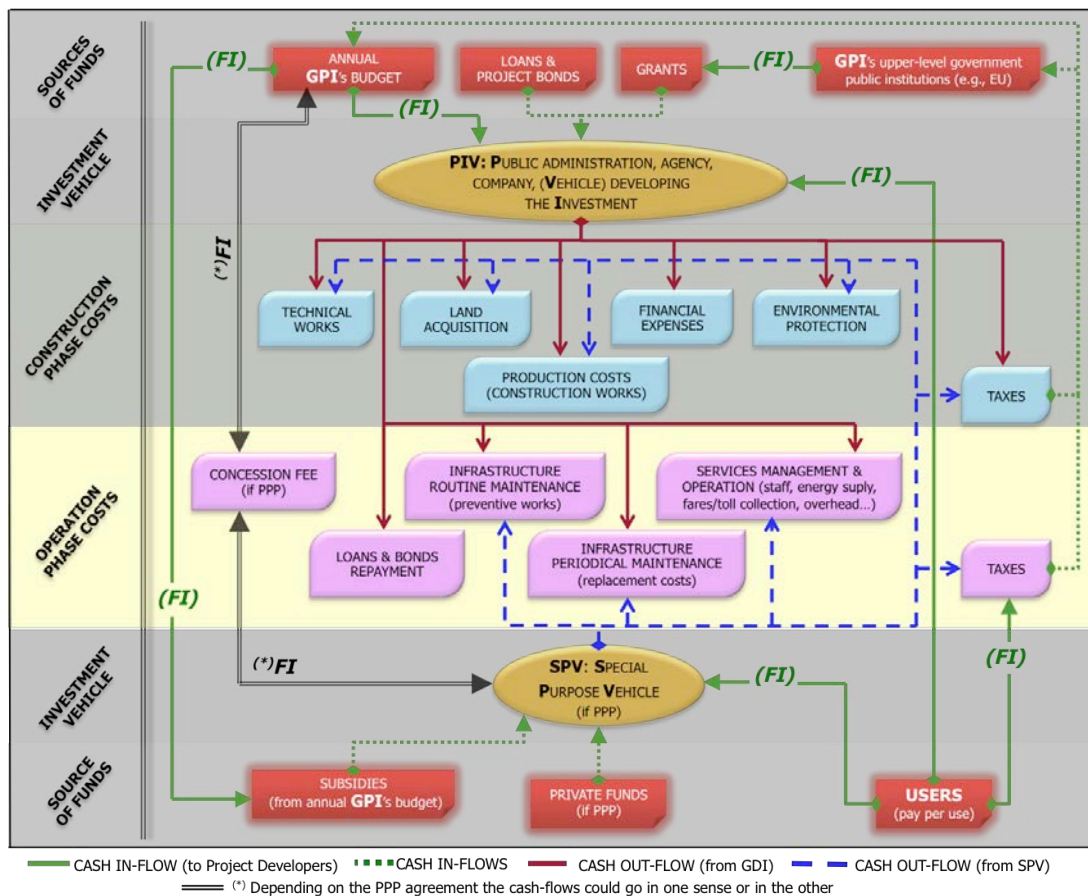 SOURCES
OF FUNDS
(FI)
ANNUAL
GPI's BUDGET
LOANS &
PROJECT BONDS
GRANTS
(FI)
GPI's upper-level government
public institutions (e.g., EU)
(FI)
INVESTMENT
VEHICLE
PIV: PUBLIC ADMINISTRATION, AGENCY,
COMPANY, (VEHICLE) DEVELOPING
THE INVESTMENT
(FI)
(*)FI
CONSTRUCTION
PHASE COSTS
TECHNICAL
WORKS
LAND
ACQUISITION
FINANCIAL
EXPENSES
ENVIRONMENTAL
PROTECTION
PRODUCTION COSTS
(CONSTRUCTION WORKS)
TAXES
OPERATION
PHASE COSTS
CONCESSION FEE
(if PPP)
INFRASTRUCTURE
ROUTINE MAINTENANCE
(preventive works)
SERVICES MANAGEMENT &
OPERATION (staff, energy suply,
fares/toll collection, overhead...)
LOANS & BONDS
REPAYMENT
INFRASTRUCTURE
PERIODICAL MAINTENANCE
(replacement costs)
TAXES
(FI)
INVESTMENT
VEHICLE
(*)FI
SPV: SPECIAL
PURPOSE VEHICLE
(if PPP)
(FI)
(FI)
SOURCE
OF FUNDS
SUBSIDIES
(from annual GPI's budget)
PRIVATE FUNDS
(if PPP)
USERS
(pay per use)
CASH IN-FLOW (to Project Developers)
CASH IN-FLOWS
CASH OUT-FLOW (from GDI)
CASH OUT-FLOW (from SPV)
(*) Depending on the PPP agreement the cash-flows could go in one sense or in the other